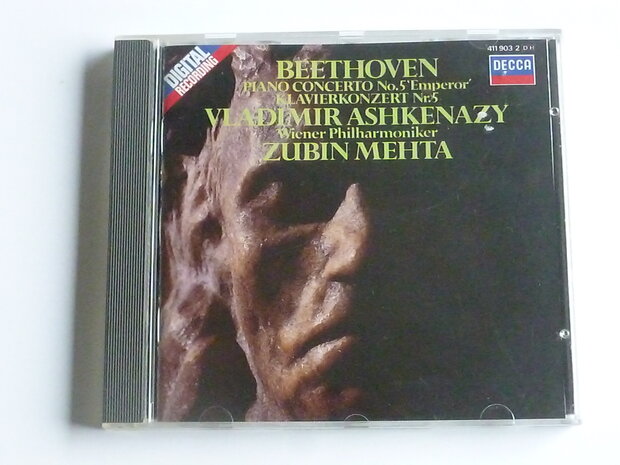 DIGITAL
RECORDING
411 903 2 DH
DECCA
BEETHOVEN
PIANO CONCERTO No.5 'Emperor'
KLAVIERKONZERT Nr.5
VLADIMIR ASHKENAZY
Wiener Philharmoniker
ZUBIN MEHTA